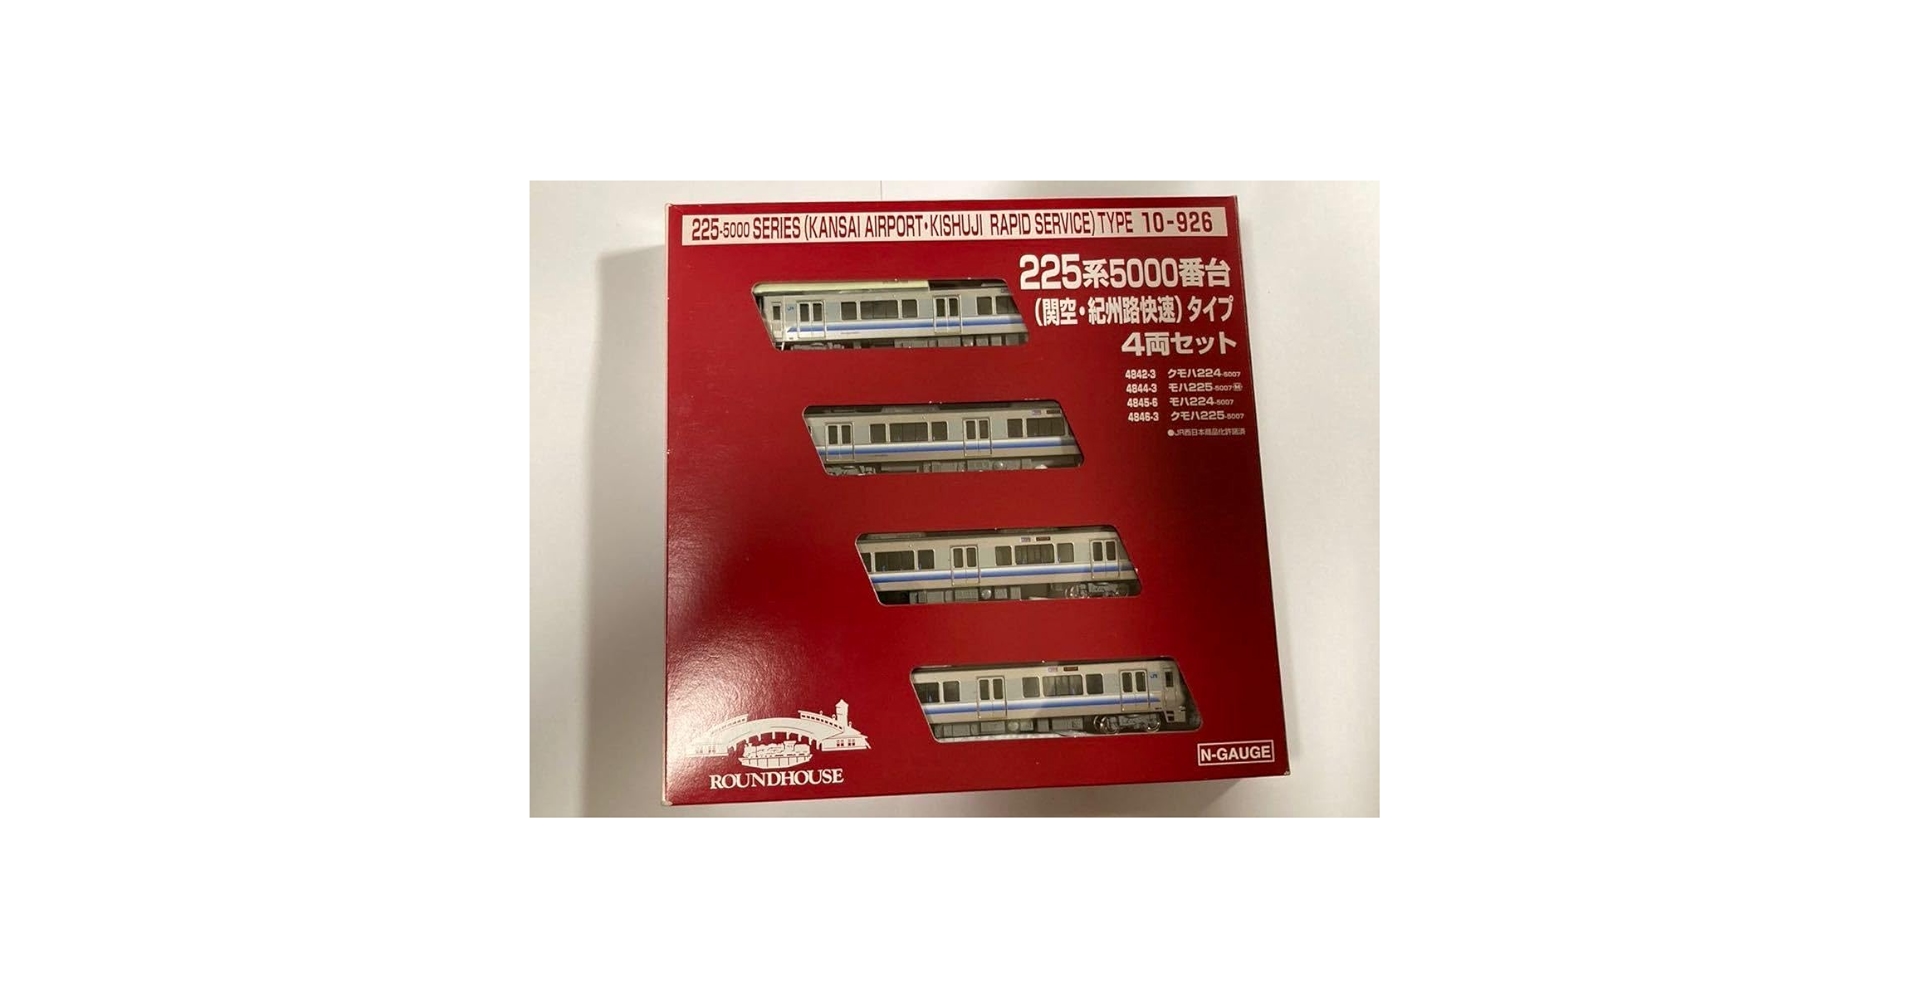 225-5000 SERIES (KANSAI AIRPORT・KISHUJI RAPID SERVICE) TYPE 10-926
225系5000番台
(関空・紀州路快速) タイプ
4両セット
4842-3 クモハ224-5007
4844-3 モハ225-5007Ⓜ
4845-6 モハ224-5007
4846-3 クモハ225-5007
●JR西日本商品化許諾済
ROUNDHOUSE
N-GAUGE